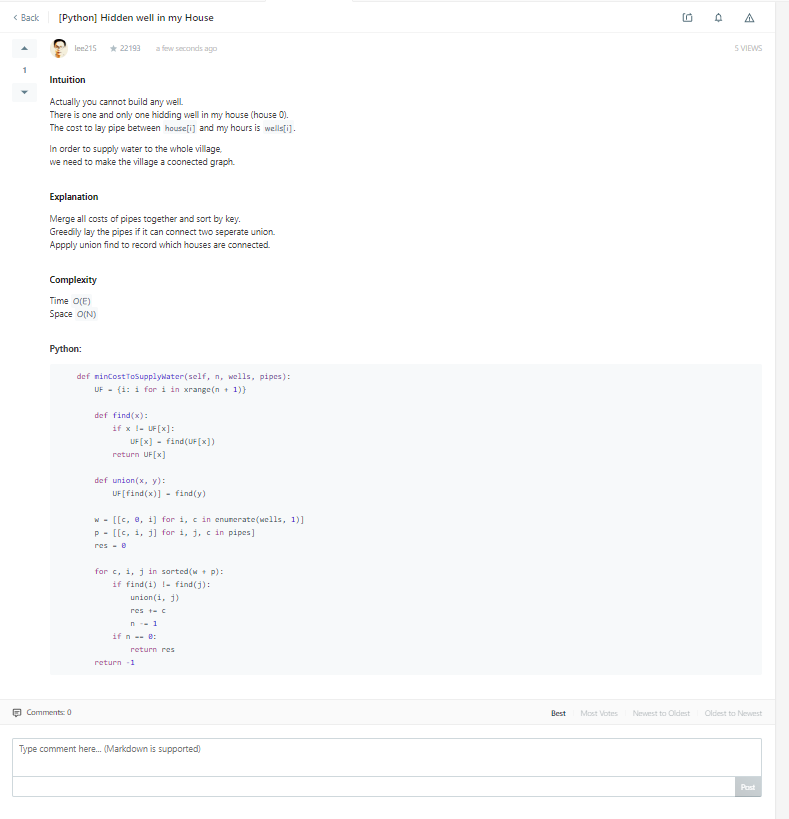 Back
[Python] Hidden well in my House
lee215 ★ 22193 a few seconds ago
5 VIEWS
1
Intuition
Actually you cannot build any well.
There is one and only one hidding well in my house (house 0).
The cost to lay pipe between house[i] and my hours is wells[i].
In order to supply water to the whole village,
we need to make the village a coonected graph.
Explanation
Merge all costs of pipes together and sort by key.
Greedily lay the pipes if it can connect two seperate union.
Appply union find to record which houses are connected.
Complexity
Time O(E)
Space O(N)
Python:
def minCostToSupplyWater(self, n, wells, pipes):
UF = {i: i for i in xrange(n + 1)}
def find(x):
if x != UF[x]:
UF[x] = find(UF[x])
return UF[x]
def union(x, y):
UF[find(x)] = find(y)
w = [[c, 0, i] for i, c in enumerate(wells, 1)]
p = [[c, i, j] for i, j, c in pipes]
res = 0
for c, i, j in sorted(w + p):
if find(i) != find(j):
union(i, j)
res += c
n -= 1
if n == 0:
return res
return -1
Comments: 0
Best Most Votes Newest to Oldest Oldest to Newest
Type comment here... (Markdown is supported)
Post